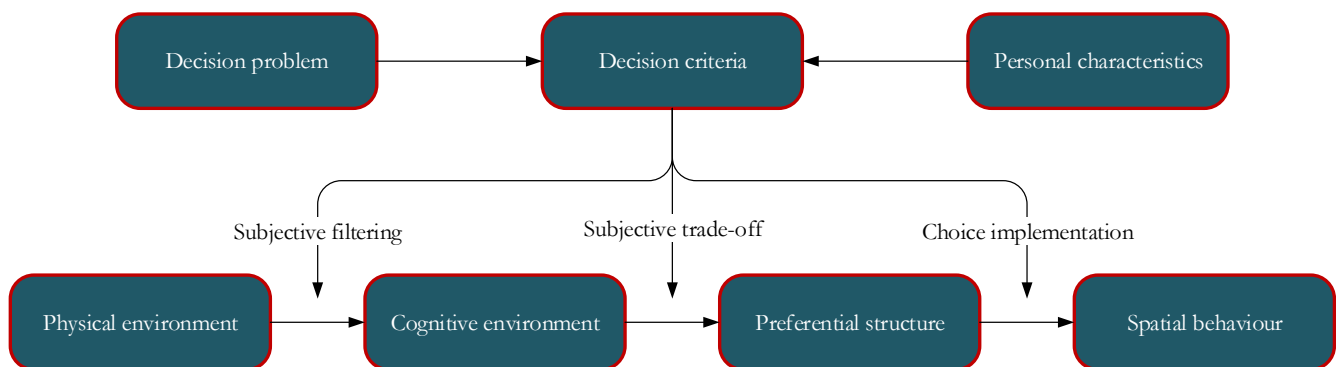 Decision problem
Decision criteria
Personal characteristics
Subjective filtering
Subjective trade-off
Choice implementation
Physical environment
Cognitive environment
Preferential structure
Spatial behaviour